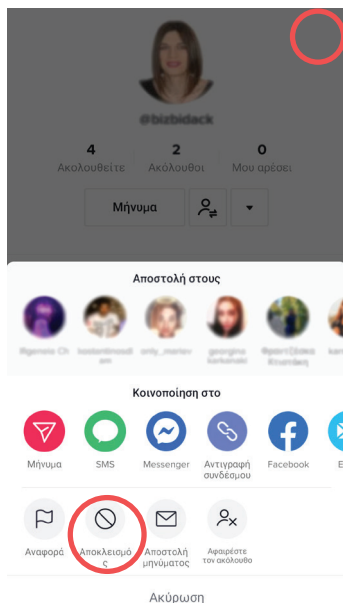 @bizbidack
4 2 0
Ακολουθείτε Ακόλουθοι Μου αρέσει
Μήνυμα
Αποστολή στους
Κοινοποίηση στο
Μήνυμα SMS Messenger Αντιγραφή Facebook E
συνδέσμου
Αναφορά Αποκλεισμό Αποστολή Αφαιρέστε
ς μηνύματος τον ακόλουθο
Ακύρωση